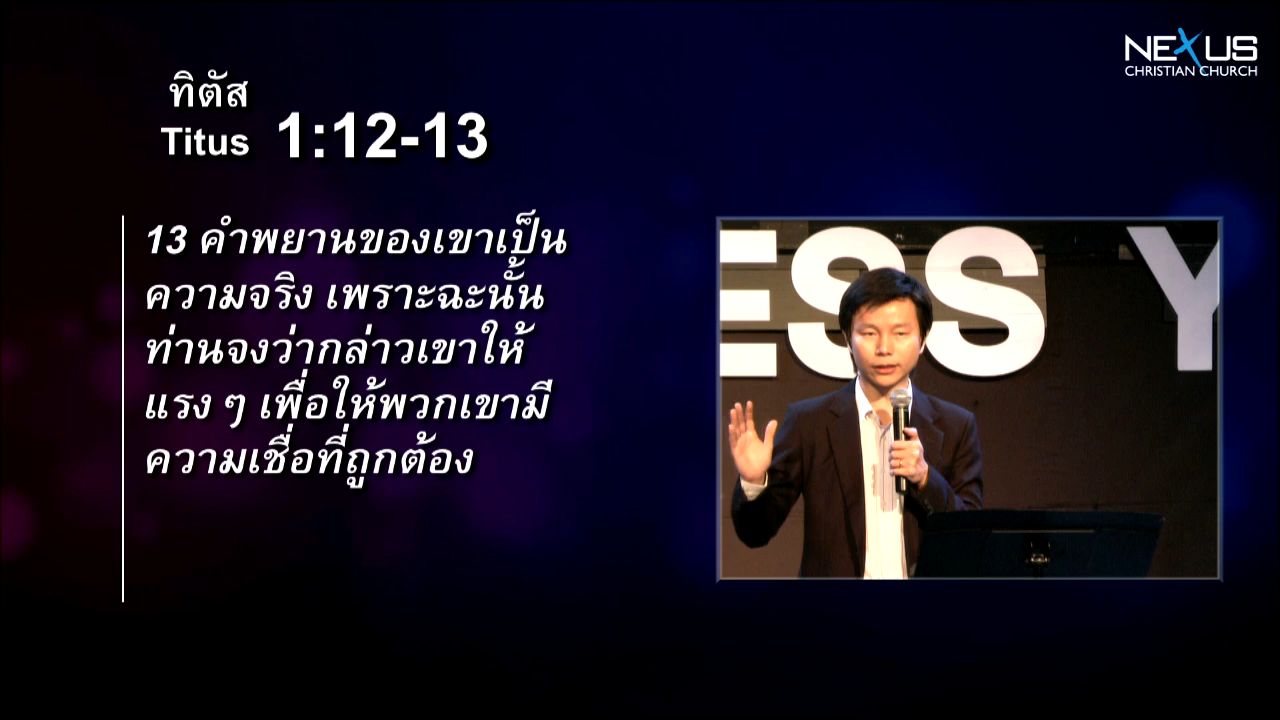 NEXUS
CHRISTIAN CHURCH
ทิตัส
Titus 1:12-13
13 คำพยานของเขาเป็น
ความจริง เพราะฉะนั้น
ท่านจงว่ากล่าวเขาให้
แรง ๆ เพื่อให้พวกเขามี
ความเชื่อที่ถูกต้อง
ESS Y